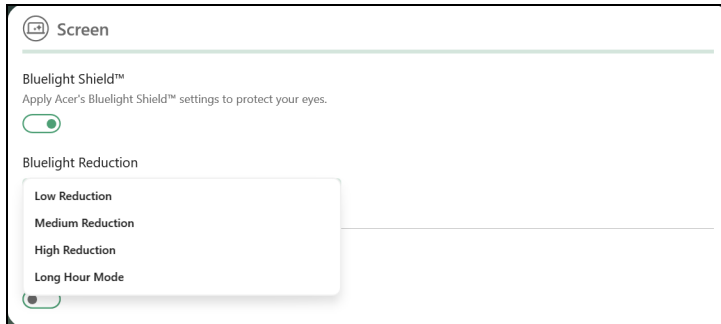 Screen
Bluelight Shield™
Apply Acer's Bluelight Shield™ settings to protect your eyes.
Bluelight Reduction
Low Reduction
Medium Reduction
High Reduction
Long Hour Mode